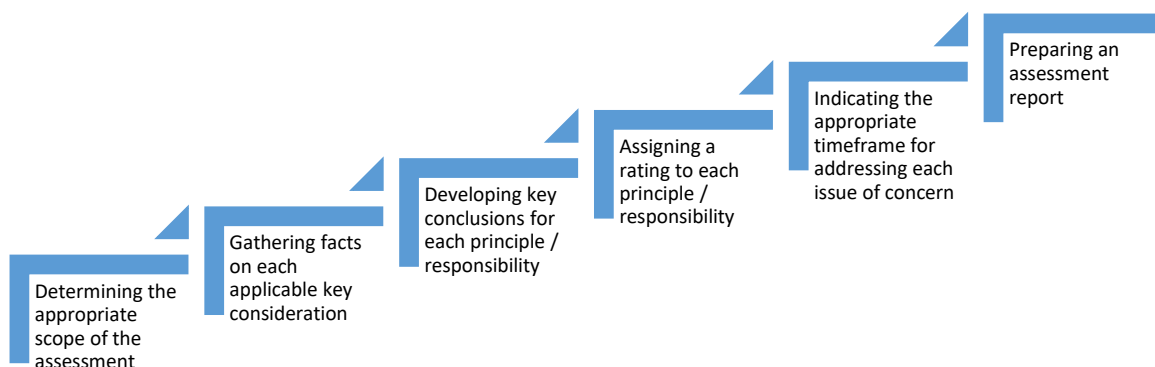 Determining the
appropriate
scope of the
assessment
Gathering facts
on each
applicable key
consideration
Developing key
conclusions for
each principle /
responsibility
Assigning a
rating to each
principle /
responsibility
Indicating the
appropriate
timeframe for
addressing each
issue of concern
Preparing an
assessment
report